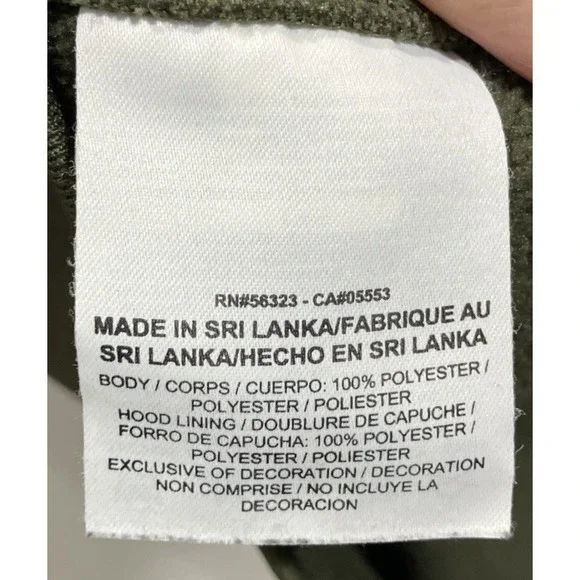 RN#56323 - CA#05553
MADE IN SRI LANKA/FABRIQUE AU
SRI LANKA/HECHO EN SRI LANKA
BODY / CORPS / CUERPO: 100% POLYESTER /
POLYESTER / POLIESTER
HOOD LINING / DOUBLURE DE CAPUCHE /
FORRO DE CAPUCHA: 100% POLYESTER /
POLYESTER / POLIESTER
EXCLUSIVE OF DECORATION / DECORATION
NON COMPRISE / NO INCLUYE LA
DECORACIÓN